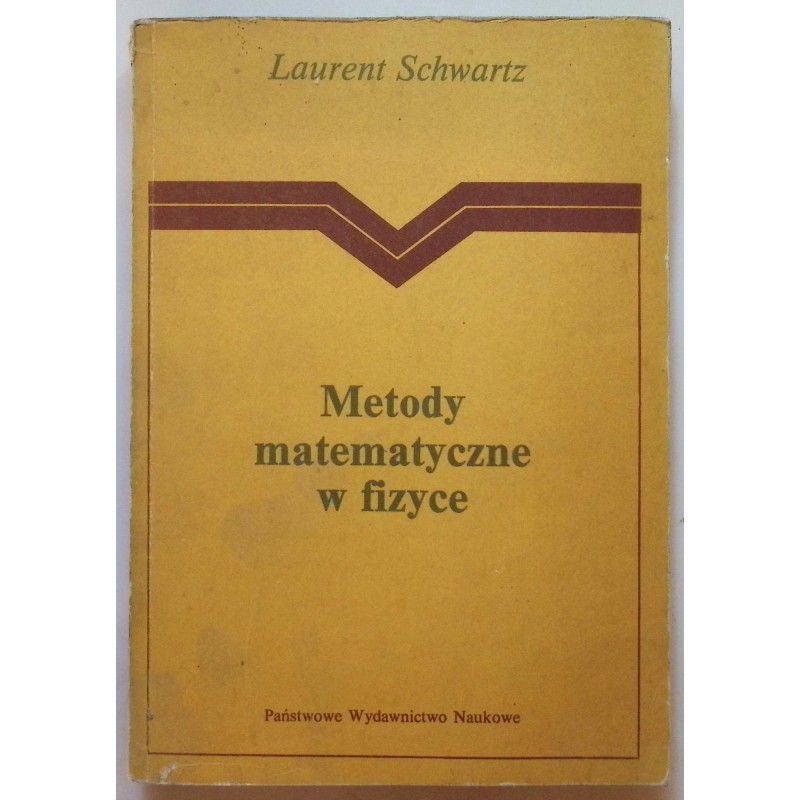 Laurent Schwartz
Metody
matematyczne
w fizyce
Państwowe Wydawnictwo Naukowe